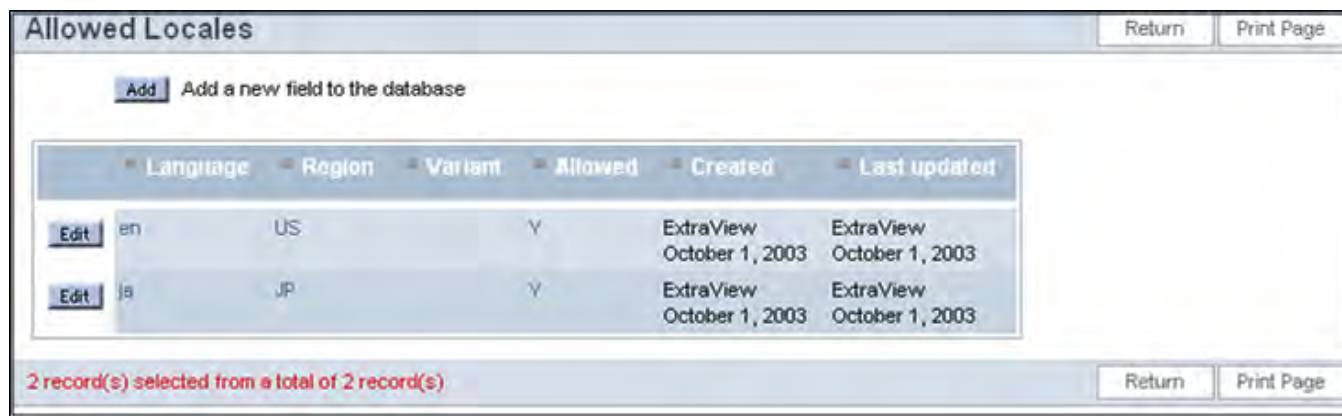 Allowed Locales
Return
Print Page
Add
Add a new field to the database
Language Region Variant Allowed Created Last updated
Edit en US Y ExtraView ExtraView
October 1, 2003 October 1, 2003
Edit ja JP Y ExtraView ExtraView
October 1, 2003 October 1, 2003
2 record(s) selected from a total of 2 record(s)
Return
Print Page